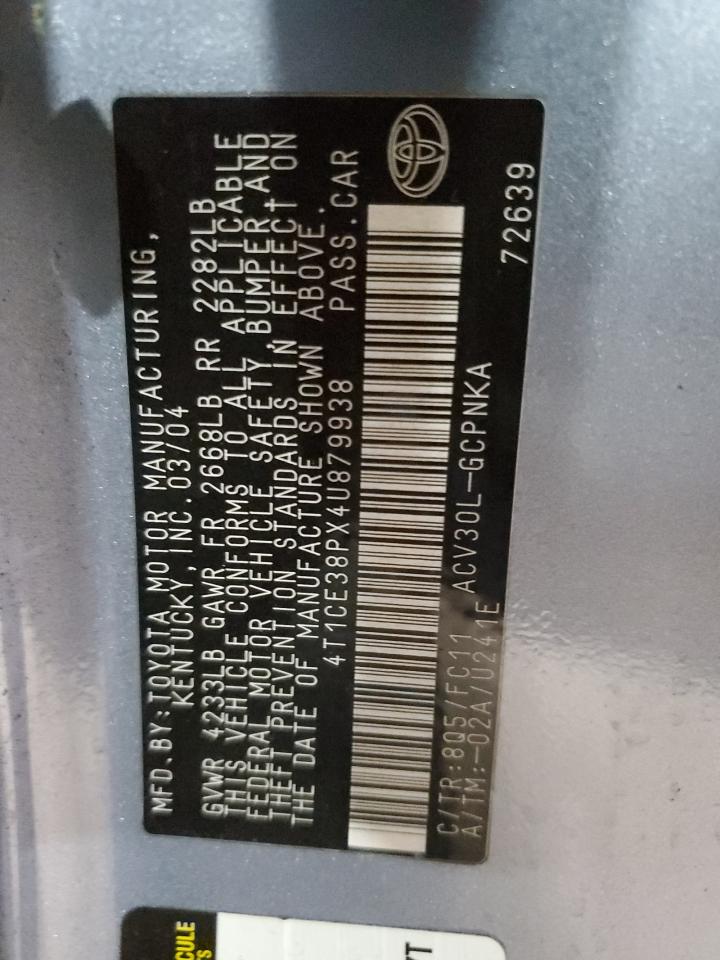 MFD.BY:TOYOTA MOTOR MANUFACTURING,
KENTUCKY,INC.03/04
GVWR 4233LB GAWR FR 2668LB RR 2282LB
THIS VEHICLE CONFORMS TO ALL APPLICABLE
FEDERAL MOTOR VEHICLE SAFETY,BUMPER,AND
THEFT PREVENTION STANDARDS IN EFFECT ON
THE DATE OF MANUFACTURE SHOWN ABOVE.
4T1CE38PX4U879938 PASS.CAR
C/TR:8Q5/FC11 ACV30L-GCPNKA
A/TM:-02A/U241E 72639
CULE